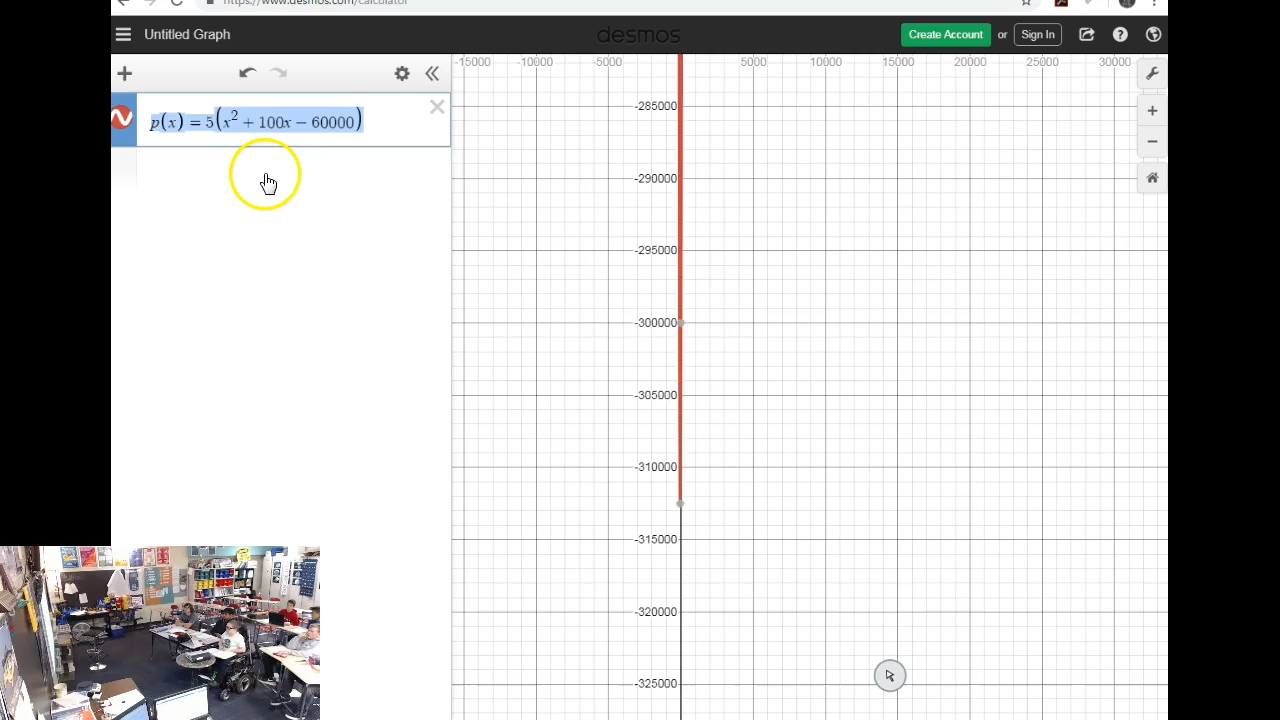 https://www.desmos.com/calculator
Untitled Graph
desmos
Create Account or Sign In
-15000 -10000 -5000 5000 10000 15000 20000 25000 30000
p(x) = 5(x² + 100x − 60000)
-285000
-290000
-295000
-300000
-305000
-310000
-315000
-320000
-325000